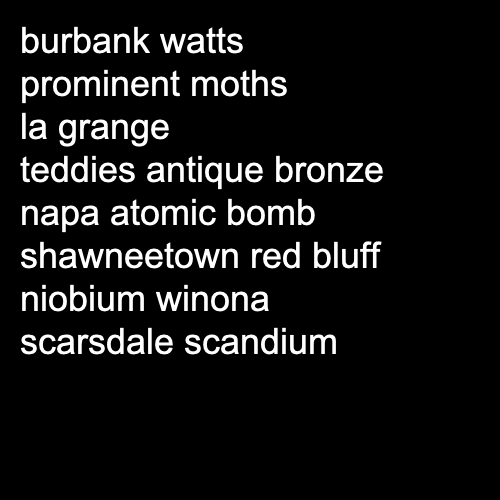 burbank watts
prominent moths
la grange
teddies antique bronze
napa atomic bomb
shawneetown red bluff
niobium winona
scarsdale scandium